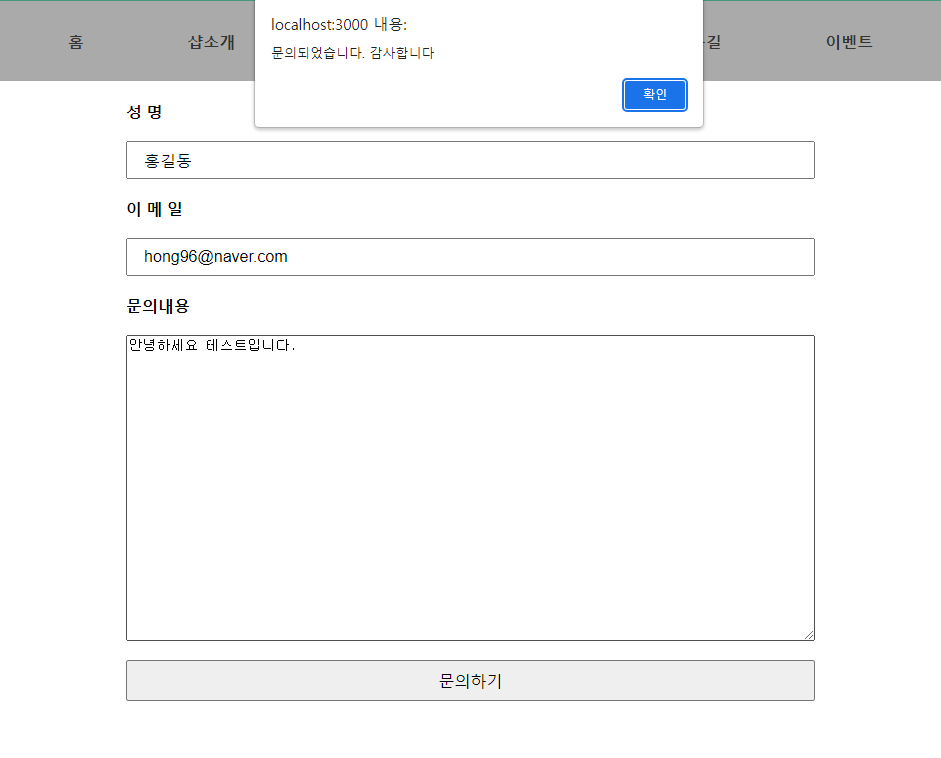 localhost:3000 내용:
문의되었습니다. 감사합니다
확인
홈 샵소개 길 이벤트
성 명
홍길동
이 메 일
hong96@naver.com
문의내용
안녕하세요 테스트입니다.
문의하기